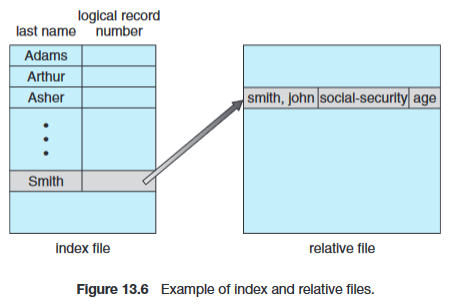 logical record
last name number
Adams
Arthur
Asher
Smith
smith, john social-security age
index file
relative file
Figure 13.6 Example of index and relative files.